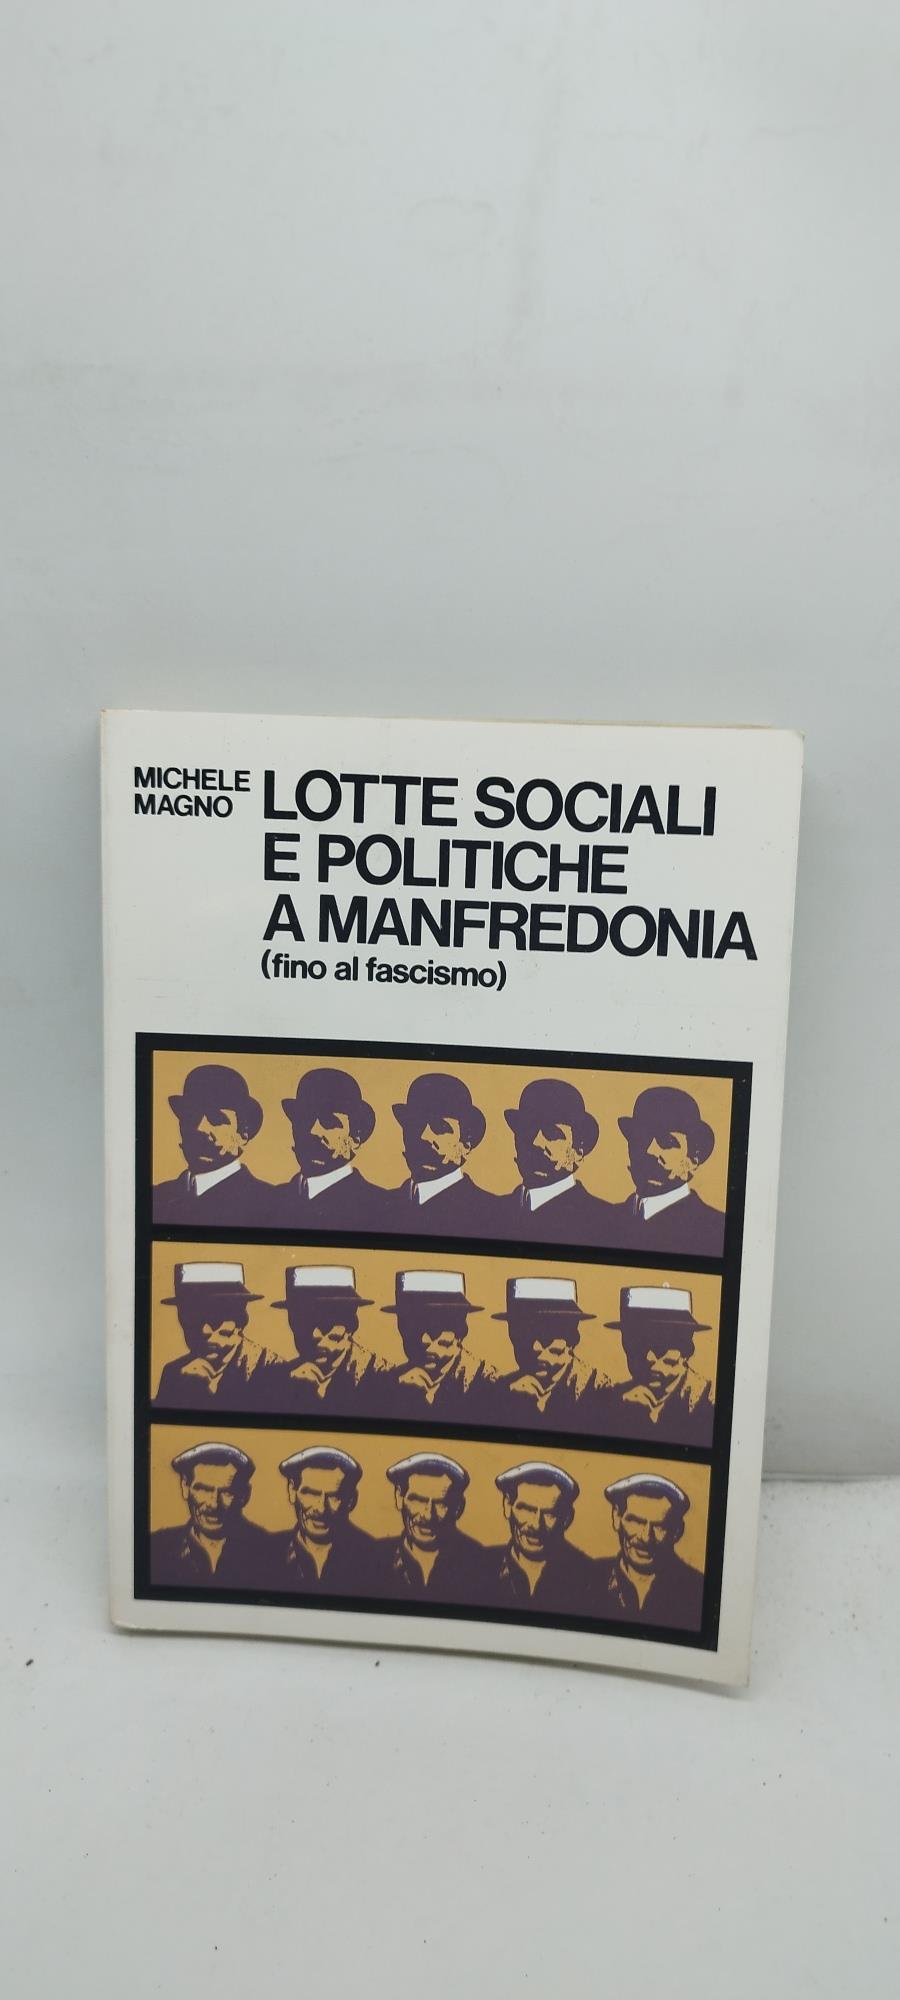 MICHELE
MAGNO
LOTTE SOCIALI
E POLITICHE
A MANFREDONIA
(fino al fascismo)